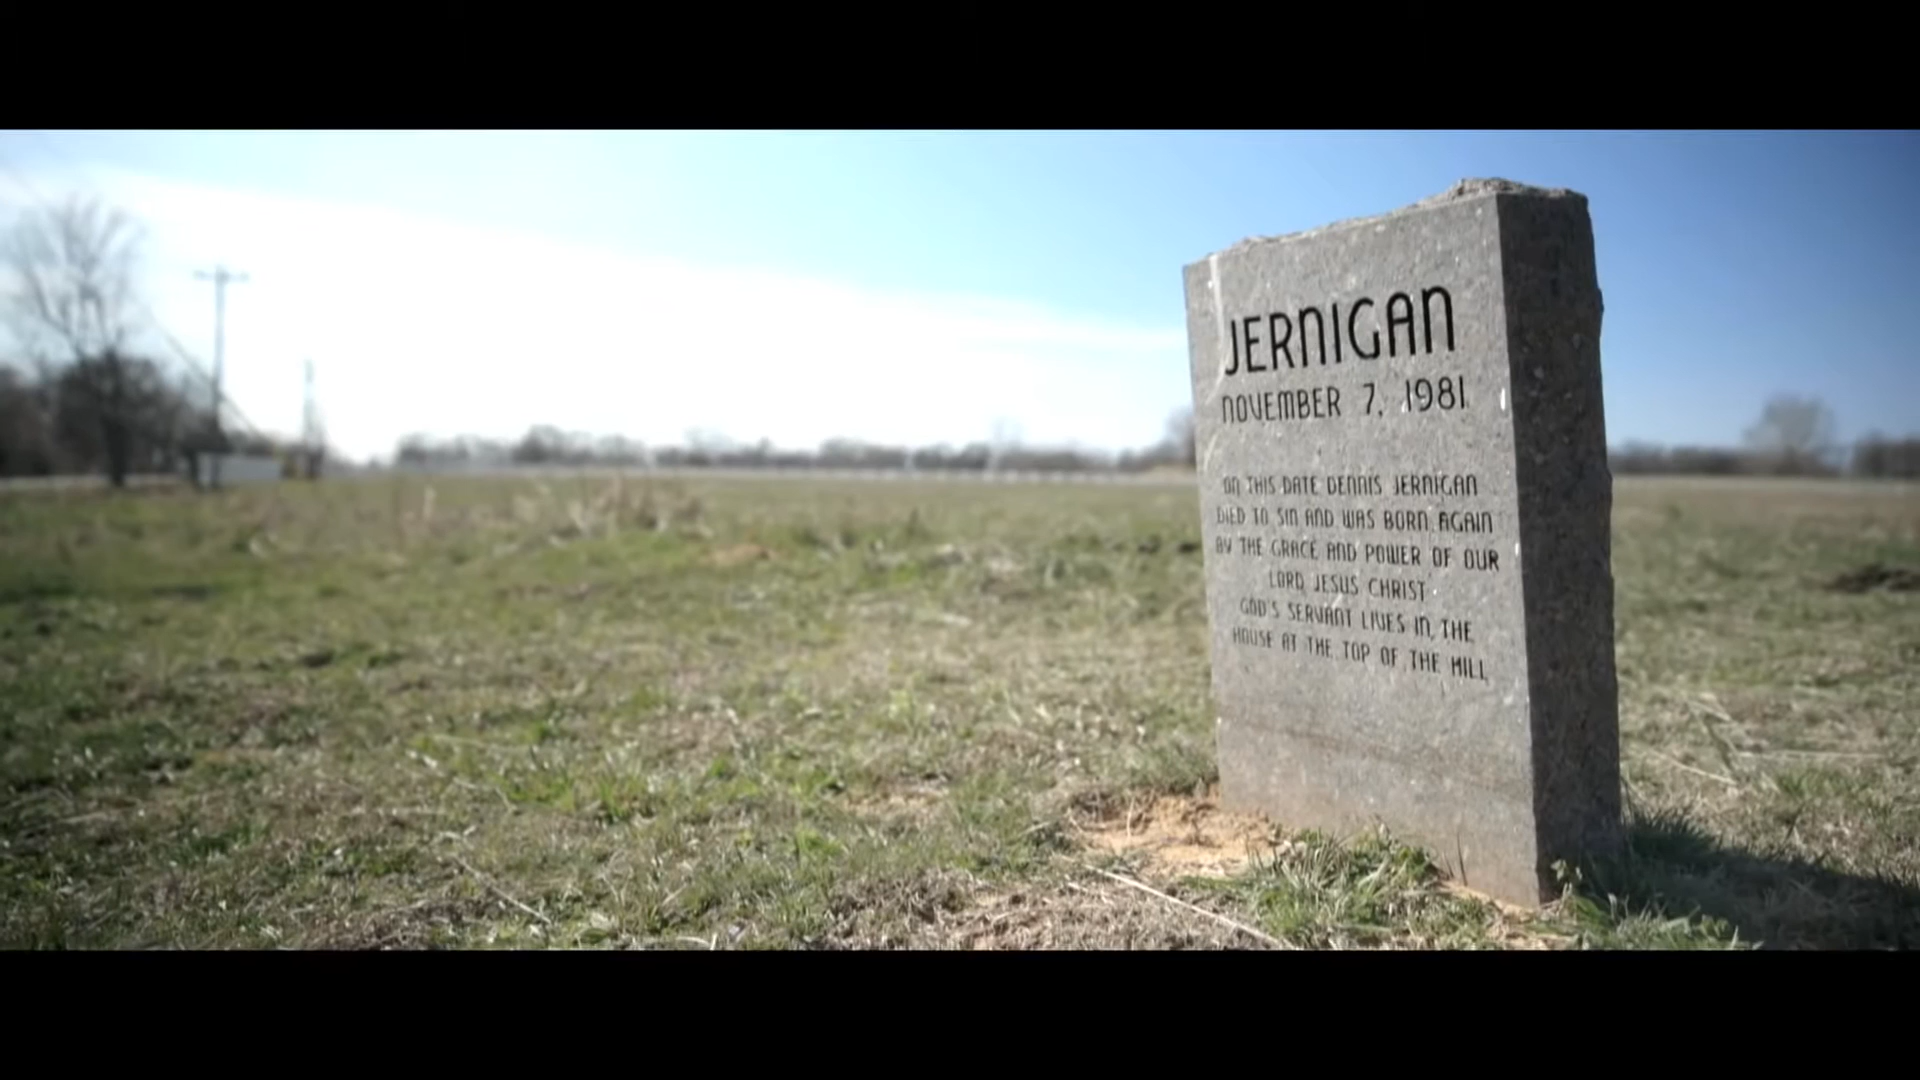 JERNIGAN
NOVEMBER 7, 1981
ON THIS DATE DENNIS JERNIGAN
DIED TO SIN AND WAS BORN AGAIN
BY THE GRACE AND POWER OF OUR
LORD JESUS CHRIST
GOD'S SERVANT LIVES IN THE
HOUSE AT THE TOP OF THE HILL